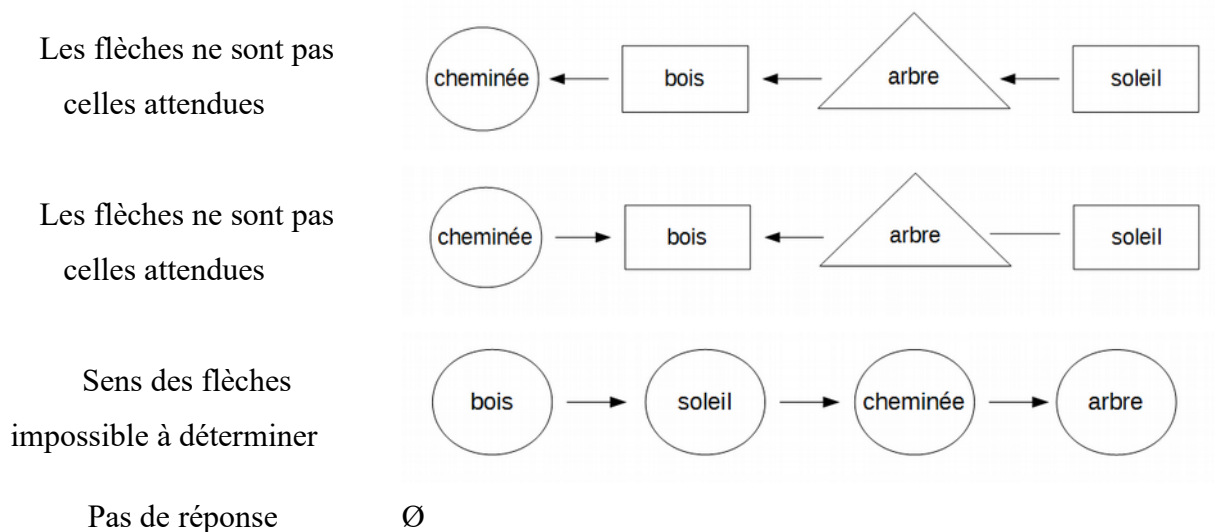 Les flèches ne sont pas
celles attendues
cheminée bois arbre soleil
Les flèches ne sont pas
celles attendues
cheminée bois arbre soleil
Sens des flèches
impossible à déterminer
bois soleil cheminée arbre
Pas de réponse Ø